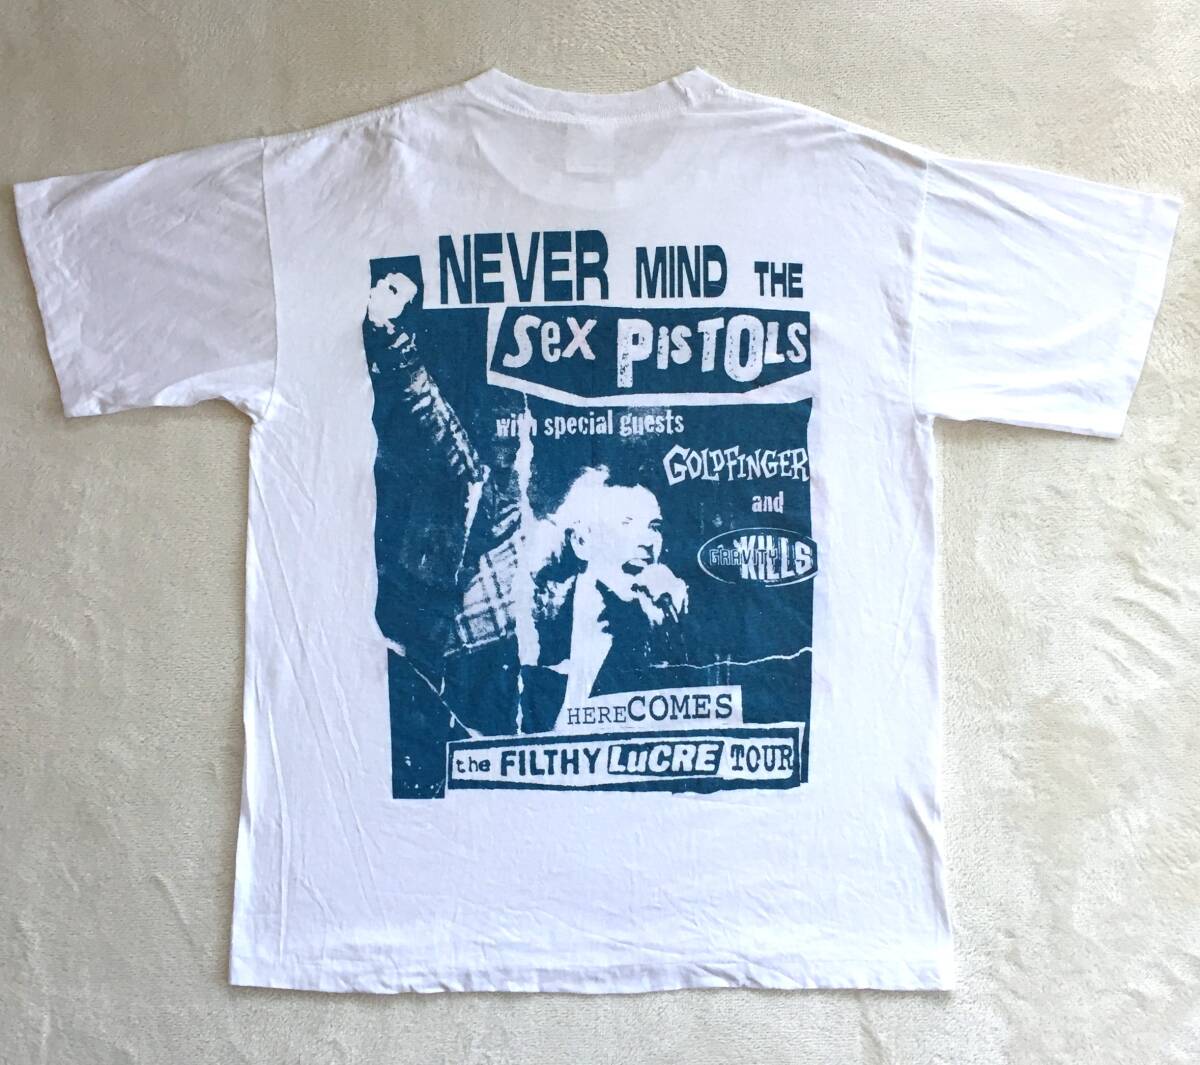 NEVER MIND THE
SEX PISTOLS
with special guests
GOLDFINGER
and
GRAVITY KILLS
HERE COMES
the FILTHY LUCRE TOUR